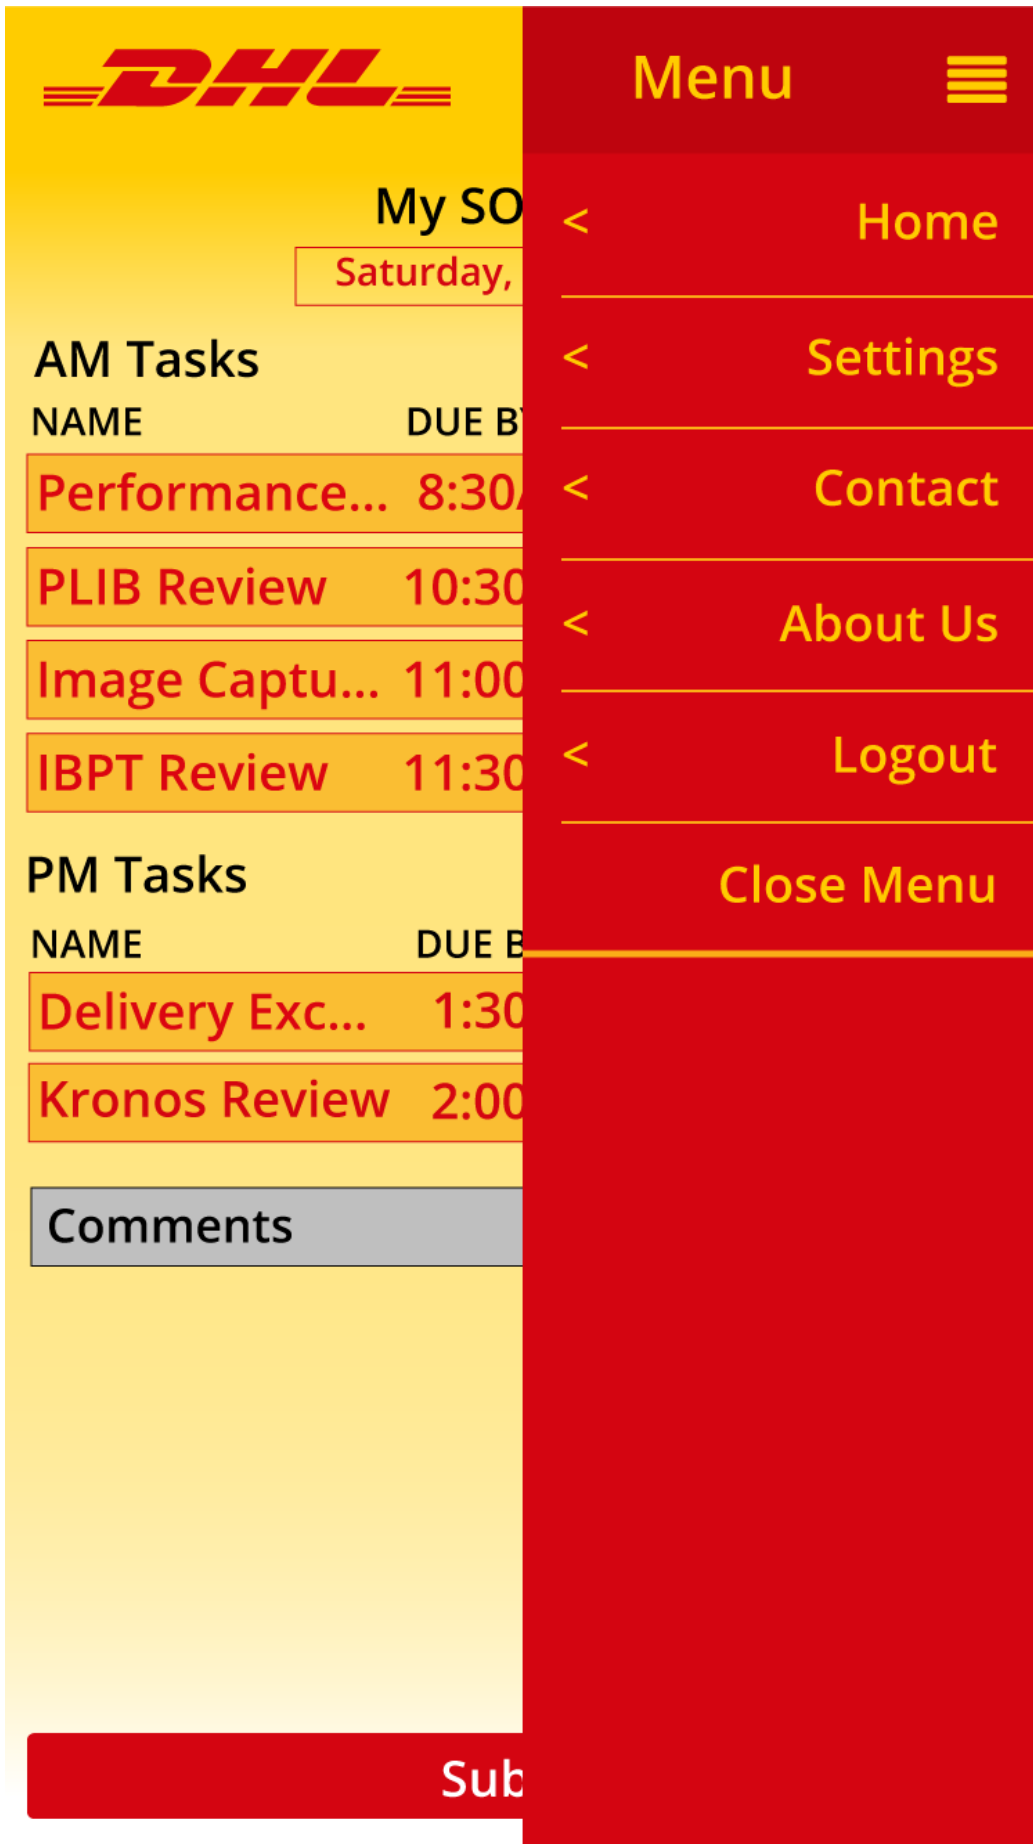 DHL
Menu
My SO
Saturday,
AM Tasks
NAME DUE BY
Performance... 8:30
PLIB Review 10:30
Image Captu... 11:00
IBPT Review 11:30
PM Tasks
NAME DUE B
Delivery Exc... 1:30
Kronos Review 2:00
Comments
Sub
< Home
< Settings
< Contact
< About Us
< Logout
Close Menu